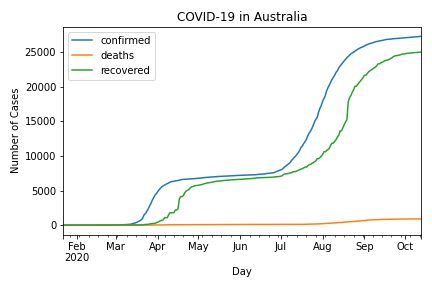 COVID-19 in Australia
confirmed
deaths
recovered
Number of Cases
25000
20000
15000
10000
5000
0
Feb Mar Apr May Jun Jul Aug Sep Oct
2020
Day